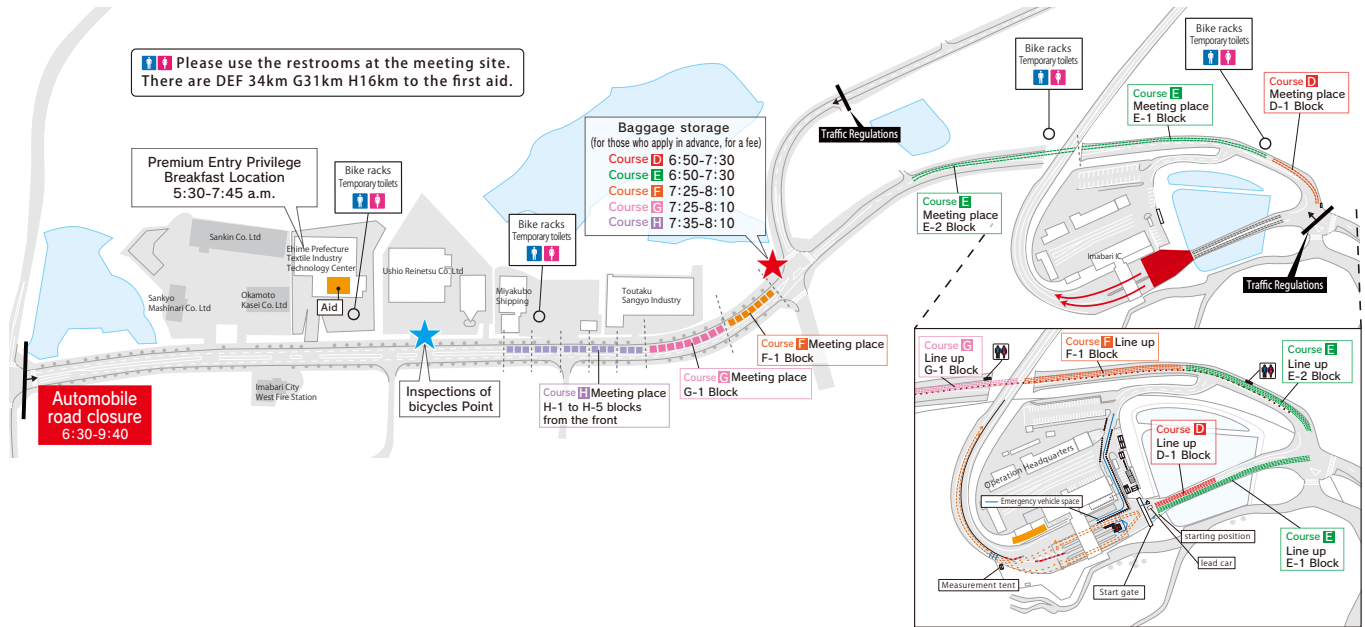 Please use the restrooms at the meeting site.
There are DEF 34km G31km H16km to the first aid.
Premium Entry Privilege
Breakfast Location
5:30-7:45 a.m.
Bike racks
Temporary toilets
Sankin Co. Ltd
Ehime Prefecture
Textile Industry
Technology Center
Aid
Sankyo
Mashinari Co. Ltd
Okamoto
Kasei Co. Ltd
Ushio Reinetsu Co. Ltd
Miyakubo
Shipping
Bike racks
Temporary toilets
Toutaku
Sangyo Industry
Baggage storage
(for those who apply in advance, for a fee)
Course D 6:50-7:30
Course E 6:50-7:30
Course F 7:25-8:10
Course G 7:25-8:10
Course H 7:35-8:10
Traffic Regulations
Automobile
road closure
6:30-9:40
Imabari City
West Fire Station
Inspections of
bicycles Point
Course H Meeting place
H-1 to H-5 blocks
from the front
Course G Meeting place
G-1 Block
Course F Meeting place
F-1 Block
Course E
Meeting place
E-2 Block
Bike racks
Temporary toilets
Course E
Meeting place
E-1 Block
Bike racks
Temporary toilets
Course D
Meeting place
D-1 Block
Imabari IC
Traffic Regulations
Course G
Line up
G-1 Block
Course F Line up
F-1 Block
Course E
Line up
E-2 Block
Course D
Line up
D-1 Block
Operation Headquarters
Emergency vehicle space
starting position
lead car
Course E
Line up
E-1 Block
Measurement tent
Start gate